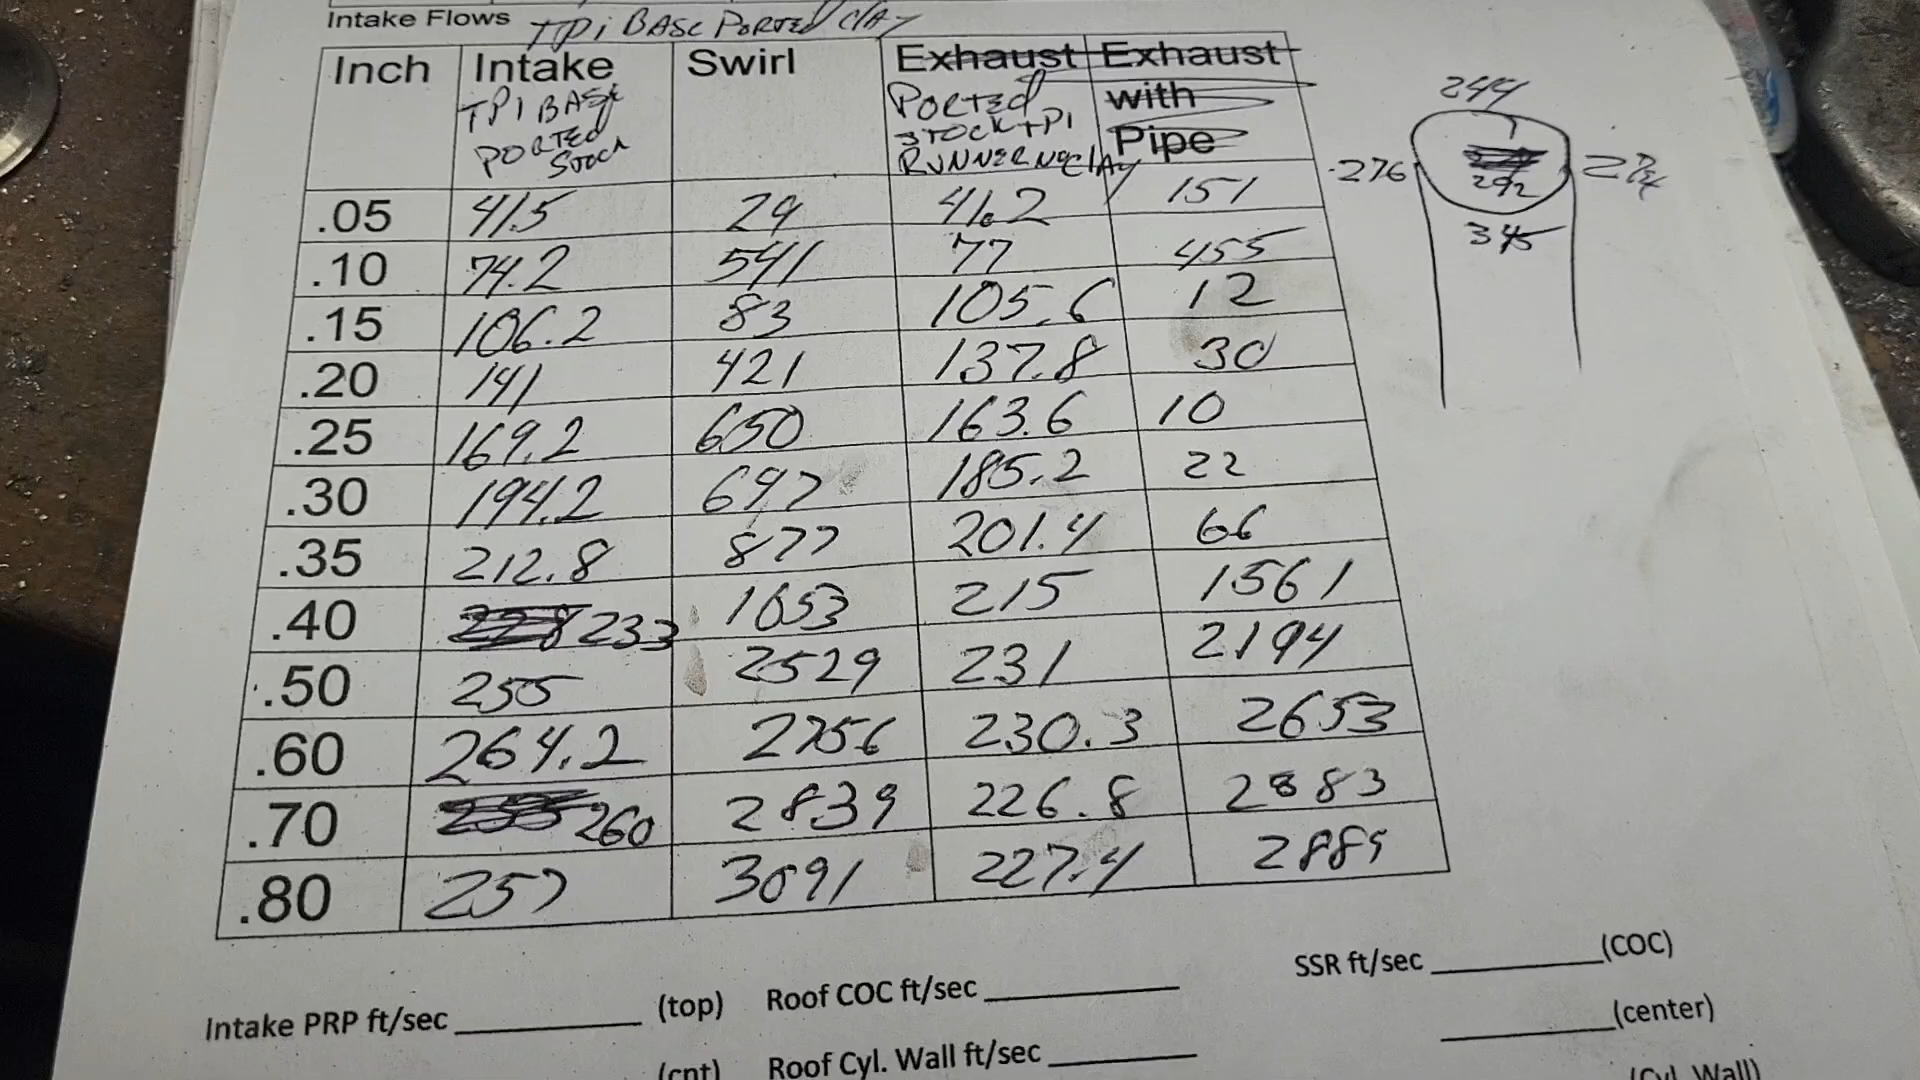 Intake Flows TPi BASE PORTED CLAY
Inch Intake Swirl Exhaust Exhaust
TPI BASE PORTED with
PORTED STOCK TPI Pipe
STOCK RUNNER NO CLAY
.05 41.5 29 41.2 151
.10 74.2 541 77 455
.15 106.2 83 105.6 12
.20 141 421 137.8 30
.25 169.2 650 163.6 10
.30 194.2 697 185.2 22
.35 212.8 877 201.4 66
.40 233 1653 215 1561
.50 255 2529 231 2194
.60 264.2 2756 230.3 2653
.70 260 2839 226.8 2883
.80 257 3091 227.4 2885
244
276 292
345
SSR ft/sec (COC)
Intake PRP ft/sec (top) Roof COC ft/sec
(center)
(cnt) Roof Cyl. Wall ft/sec
(Cyl. Wall)